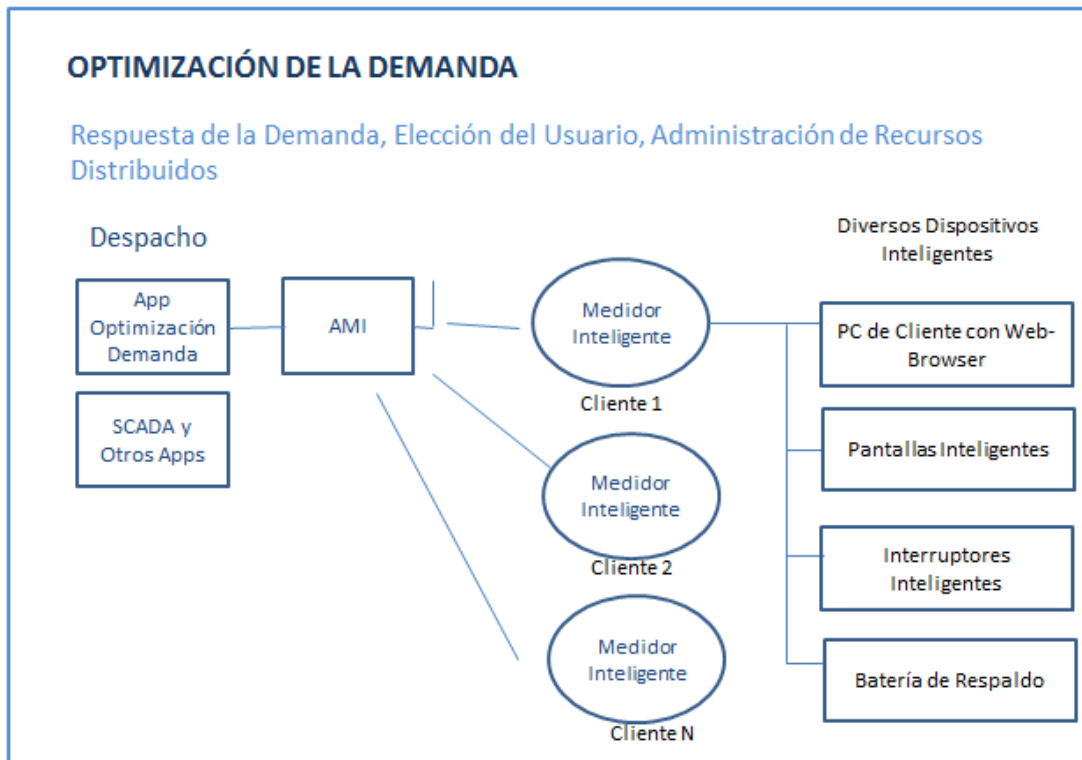 OPTIMIZACIÓN DE LA DEMANDA
Respuesta de la Demanda, Elección del Usuario, Administración de Recursos
Distribuidos
Despacho
App
Optimización
Demanda
SCADA y
Otros Apps
AMI
Medidor
Inteligente
Cliente 1
Medidor
Inteligente
Cliente 2
Medidor
Inteligente
Cliente N
Diversos Dispositivos
Inteligentes
PC de Cliente con Web-
Browser
Pantallas Inteligentes
Interruptores
Inteligentes
Batería de Respaldo